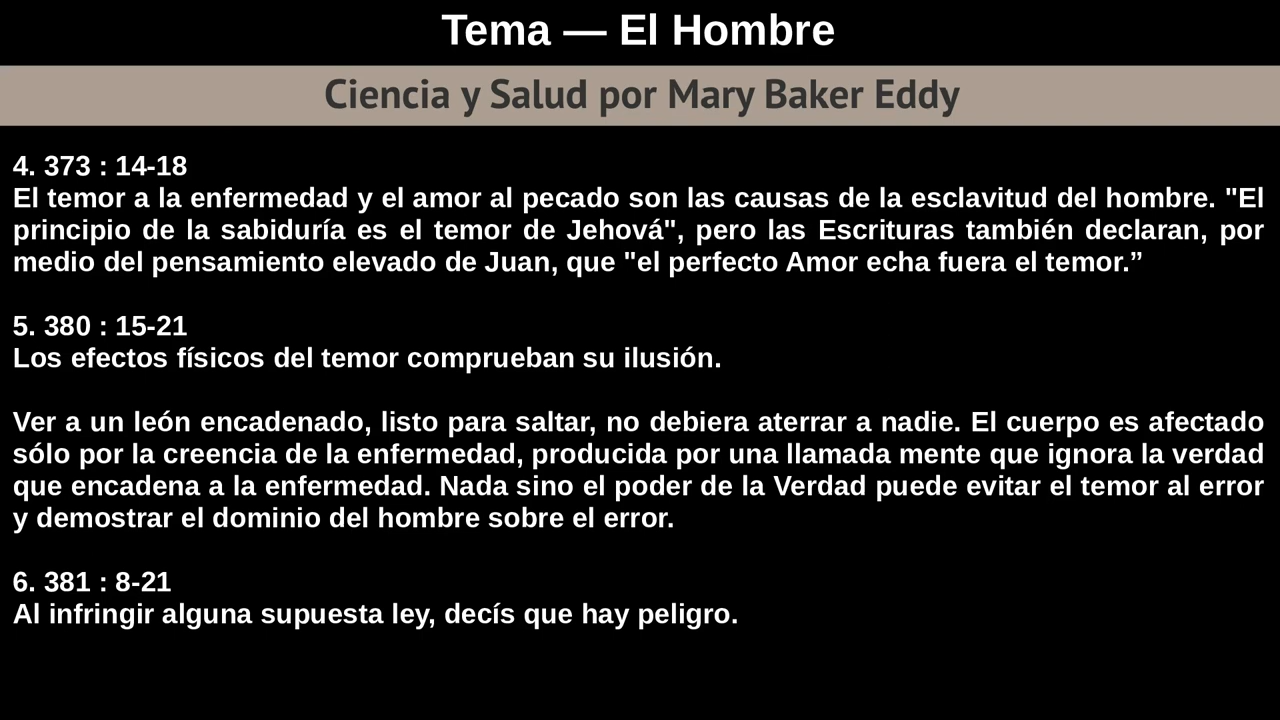 Tema — El Hombre
Ciencia y Salud por Mary Baker Eddy
4. 373 : 14-18
El temor a la enfermedad y el amor al pecado son las causas de la esclavitud del hombre. "El
principio de la sabiduría es el temor de Jehová", pero las Escrituras también declaran, por
medio del pensamiento elevado de Juan, que "el perfecto Amor echa fuera el temor.”
5. 380 : 15-21
Los efectos físicos del temor comprueban su ilusión.
Ver a un león encadenado, listo para saltar, no debiera aterrar a nadie. El cuerpo es afectado
sólo por la creencia de la enfermedad, producida por una llamada mente que ignora la verdad
que encadena a la enfermedad. Nada sino el poder de la Verdad puede evitar el temor al error
y demostrar el dominio del hombre sobre el error.
6. 381 : 8-21
Al infringir alguna supuesta ley, decís que hay peligro.